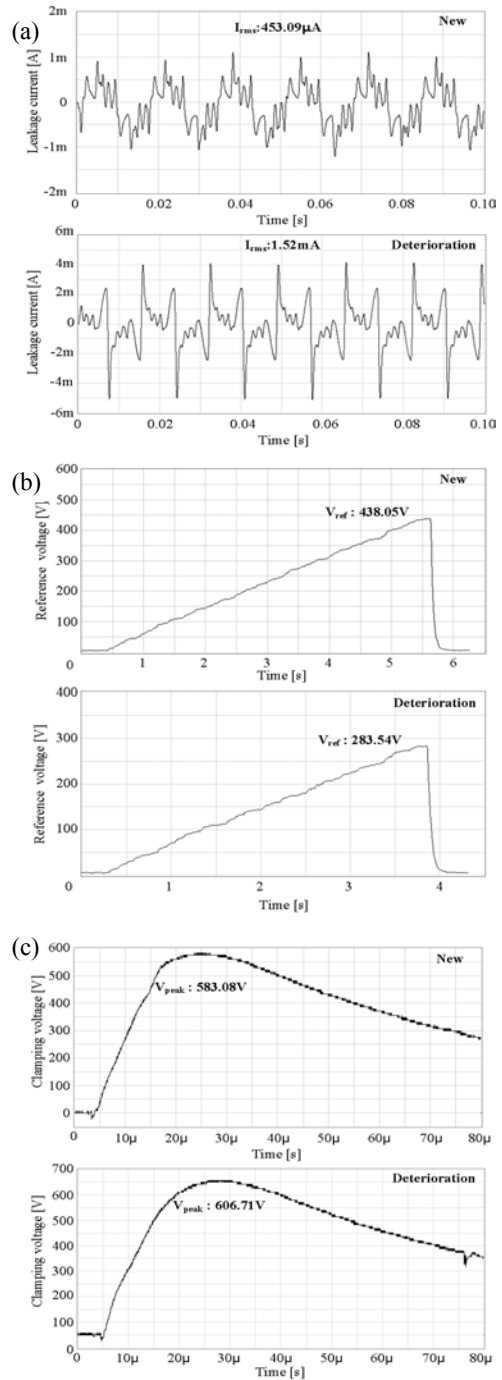 (a)
New
I_rms:453.09µA
Leakage current [A]
2m
1m
0
-1m
-2m
0 0.02 0.04 0.06 0.08 0.10
Time [s]
Deterioration
I_rms:1.52mA
Leakage current [A]
6m
4m
2m
0
-2m
-4m
-6m
0 0.02 0.04 0.06 0.08 0.10
Time [s]
(b)
New
V_ref : 438.05V
Reference voltage [V]
600
500
400
300
200
100
0 1 2 3 4 5 6
Time [s]
Deterioration
V_ref : 283.54V
Reference voltage [V]
400
300
200
100
0 1 2 3 4
Time [s]
(c)
New
V_peak : 583.08V
Clamping voltage [V]
600
500
400
300
200
100
0
0 10µ 20µ 30µ 40µ 50µ 60µ 70µ 80µ
Time [s]
Deterioration
V_peak : 606.71V
Clamping voltage [V]
700
600
500
400
300
200
100
0
0 10µ 20µ 30µ 40µ 50µ 60µ 70µ 80µ
Time [s]